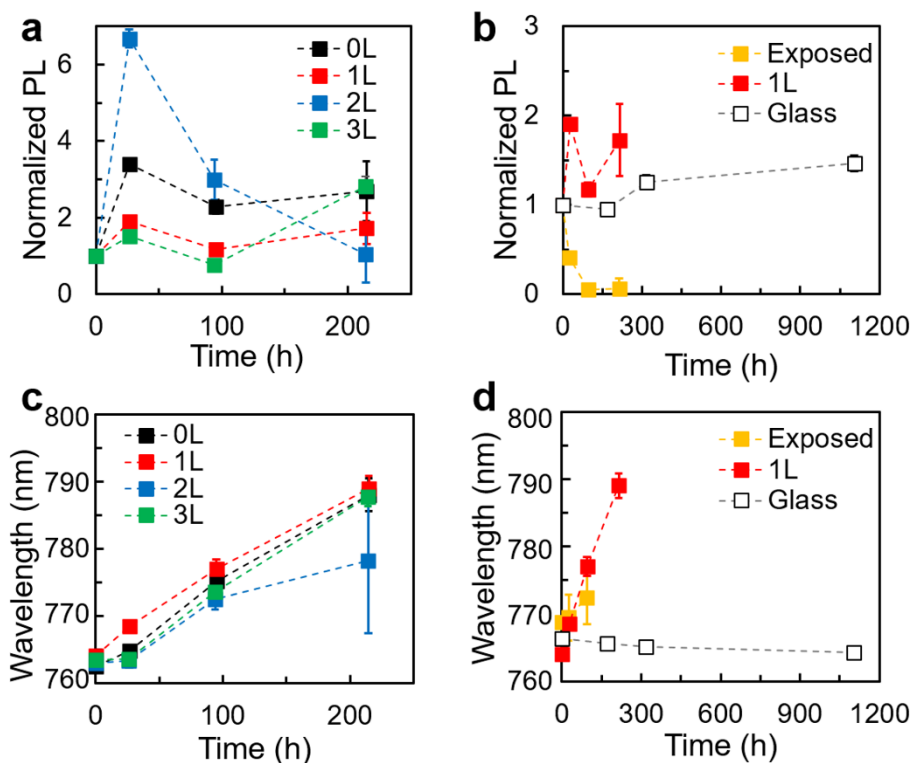 a
Normalized PL
6
4
2
0
0L
1L
2L
3L
0
100
200
Time (h)
b
Normalized PL
3
2
1
0
Exposed
1L
Glass
0
300
600
900
1200
Time (h)
c
Wavelength (nm)
800
790
780
770
760
0L
1L
2L
3L
0
100
200
Time (h)
d
Wavelength (nm)
800
790
780
770
760
Exposed
1L
Glass
0
300
600
900
1200
Time (h)